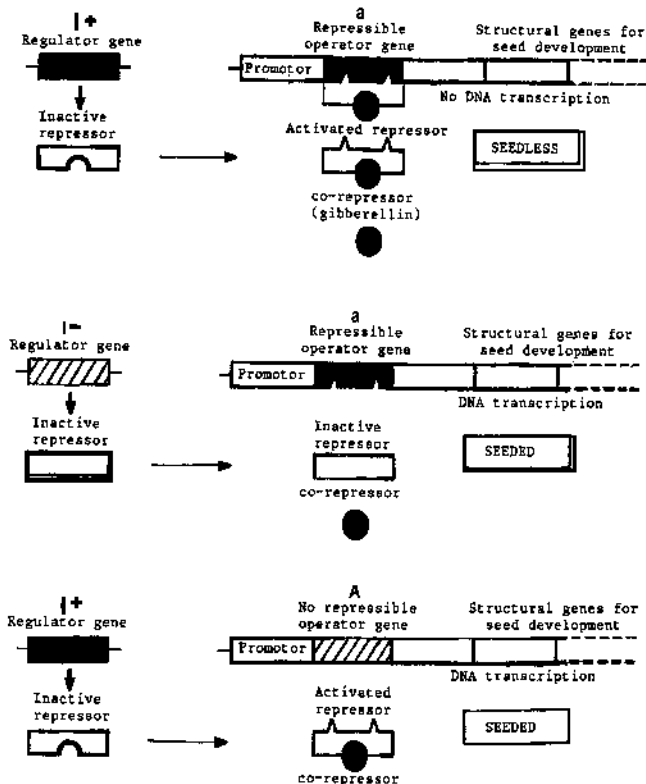 I+
Regulator gene
Inactive
repressor
a
Repressible
operator gene
Structural genes for
seed development
Promotor
No DNA transcription
Activated repressor
SEEDLESS
co-repressor
(gibberellin)
I-
Regulator gene
Inactive
repressor
a
Repressible
operator gene
Structural genes for
seed development
Promotor
DNA transcription
Inactive
repressor
SEEDED
co-repressor
I+
Regulator gene
Inactive
repressor
A
No repressible
operator gene
Structural genes for
seed development
Promotor
DNA transcription
Activated
repressor
SEEDED
co-repressor